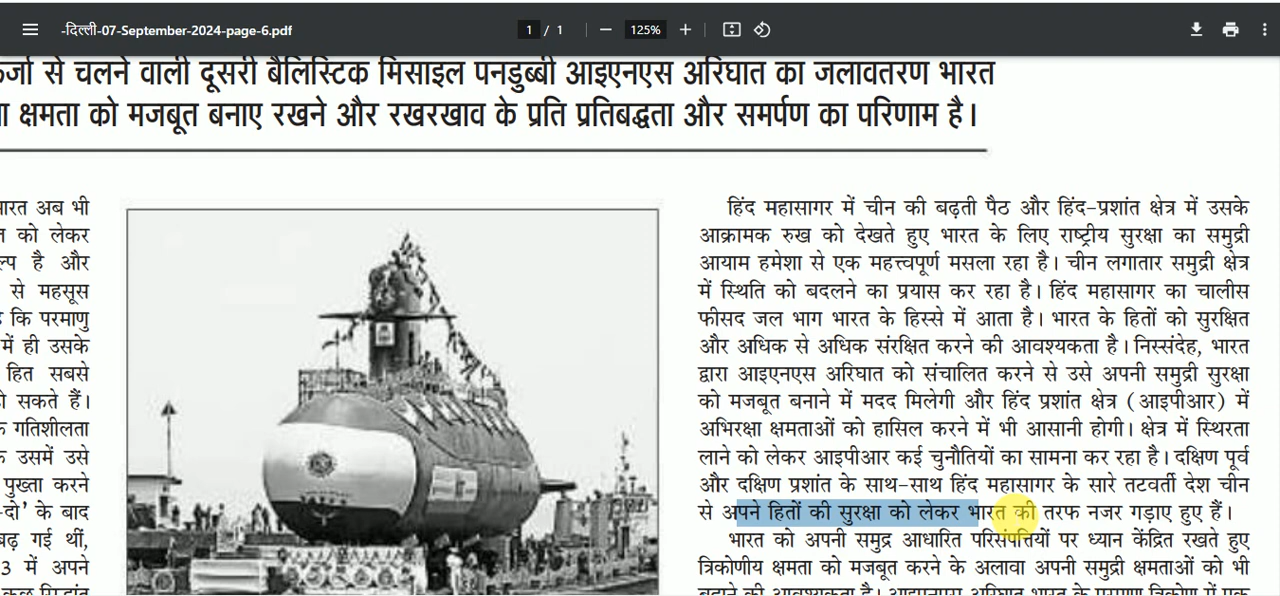 -दिल्ली-07-September-2024-page-6.pdf
1 / 1
125%
र्जा से चलने वाली दूसरी बैलिस्टिक मिसाइल पनडुब्बी आइएनएस अरिघात का जलावतरण भारत
क्षमता को मजबूत बनाए रखने और रखरखाव के प्रति प्रतिबद्धता और समर्पण का परिणाम है।
ारत अब भी
को लेकर
ल्प है और
से महसूस
कि परमाणु
में ही उसके
हित सबसे
ो सकते हैं।
गतिशीलता
उसमें उसे
पुख्ता करने
-दो' के बाद
बढ़ गई थीं,
3 में अपने
हिंद महासागर में चीन की बढ़ती पैठ और हिंद-प्रशांत क्षेत्र में उसके
आक्रामक रुख को देखते हुए भारत के लिए राष्ट्रीय सुरक्षा का समुद्री
आयाम हमेशा से एक महत्त्वपूर्ण मसला रहा है। चीन लगातार समुद्री क्षेत्र
में स्थिति को बदलने का प्रयास कर रहा है। हिंद महासागर का चालीस
फीसद जल भाग भारत के हिस्से में आता है। भारत के हितों को सुरक्षित
और अधिक से अधिक संरक्षित करने की आवश्यकता है। निस्संदेह, भारत
द्वारा आइएनएस अरिघात को संचालित करने से उसे अपनी समुद्री सुरक्षा
को मजबूत बनाने में मदद मिलेगी और हिंद प्रशांत क्षेत्र (आइपीआर) में
अभिरक्षा क्षमताओं को हासिल करने में भी आसानी होगी। क्षेत्र में स्थिरता
लाने को लेकर आइपीआर कई चुनौतियों का सामना कर रहा है। दक्षिण पूर्व
और दक्षिण प्रशांत के साथ-साथ हिंद महासागर के सारे तटवर्ती देश चीन
से अपने हितों की सुरक्षा को लेकर भारत की तरफ नजर गड़ाए हुए हैं।
भारत को अपनी समुद्र आधारित परिसंपत्तियों पर ध्यान केंद्रित रखते हुए
त्रिकोणीय क्षमता को मजबूत करने के अलावा अपनी समुद्री क्षमताओं को भी